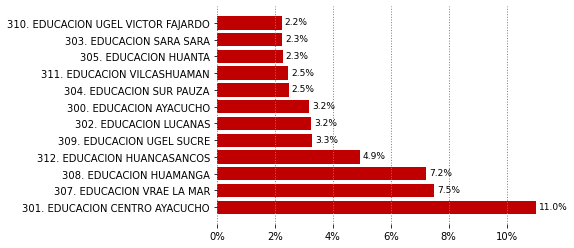 310. EDUCACION UGEL VICTOR FAJARDO 2.2%
303. EDUCACION SARA SARA 2.3%
305. EDUCACION HUANTA 2.3%
311. EDUCACION VILCASHUAMAN 2.5%
304. EDUCACION SUR PAUZA 2.5%
300. EDUCACION AYACUCHO 3.2%
302. EDUCACION LUCANAS 3.2%
309. EDUCACION UGEL SUCRE 3.3%
312. EDUCACION HUANCASANCOS 4.9%
308. EDUCACION HUAMANGA 7.2%
307. EDUCACION VRAE LA MAR 7.5%
301. EDUCACION CENTRO AYACUCHO 11.0%
0% 2% 4% 6% 8% 10%